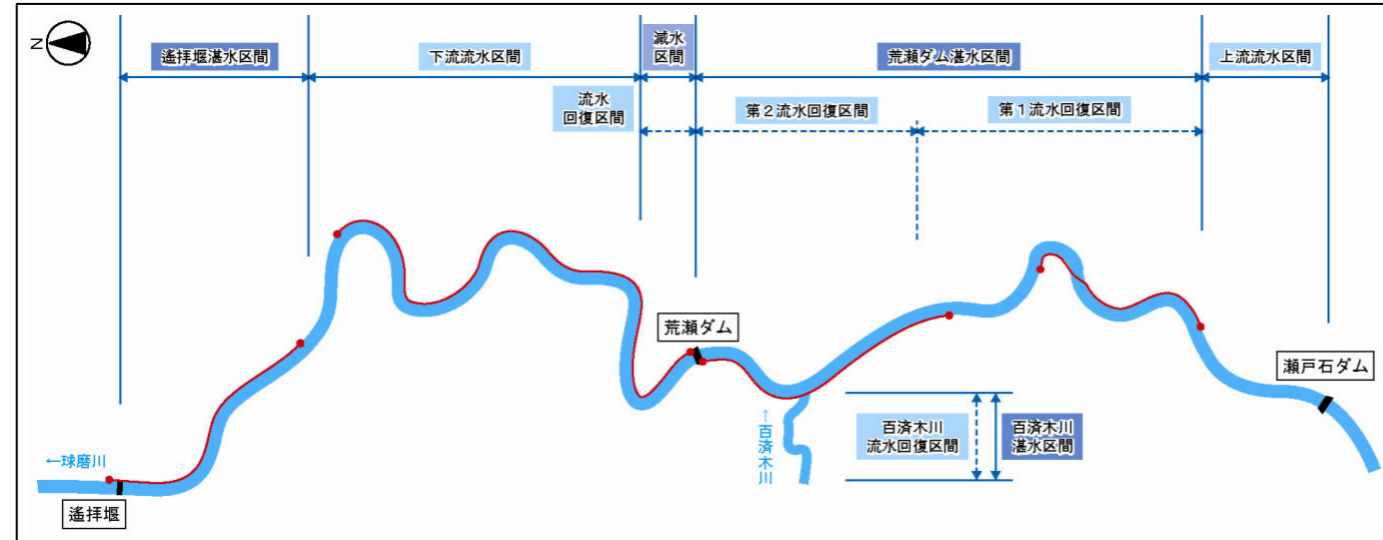 N
遙拝堰湛水区間
下流流水区間
減水
区間
荒瀬ダム湛水区間
上流流水区間
流水
回復区間
第2流水回復区間
第1流水回復区間
荒瀬ダム
瀬戸石ダム
↑百済木川
百済木川
流水回復区間
百済木川
湛水区間
←球磨川
遙拝堰